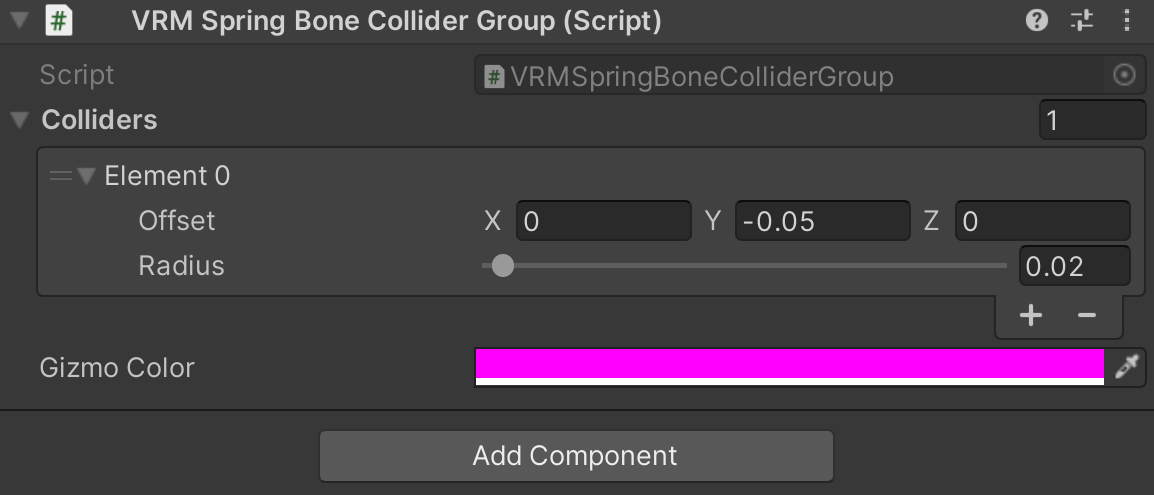 VRM Spring Bone Collider Group (Script)
Script # VRMSpringBoneColliderGroup
Colliders 1
Element 0
Offset X 0 Y -0.05 Z 0
Radius 0.02
+ −
Gizmo Color
Add Component